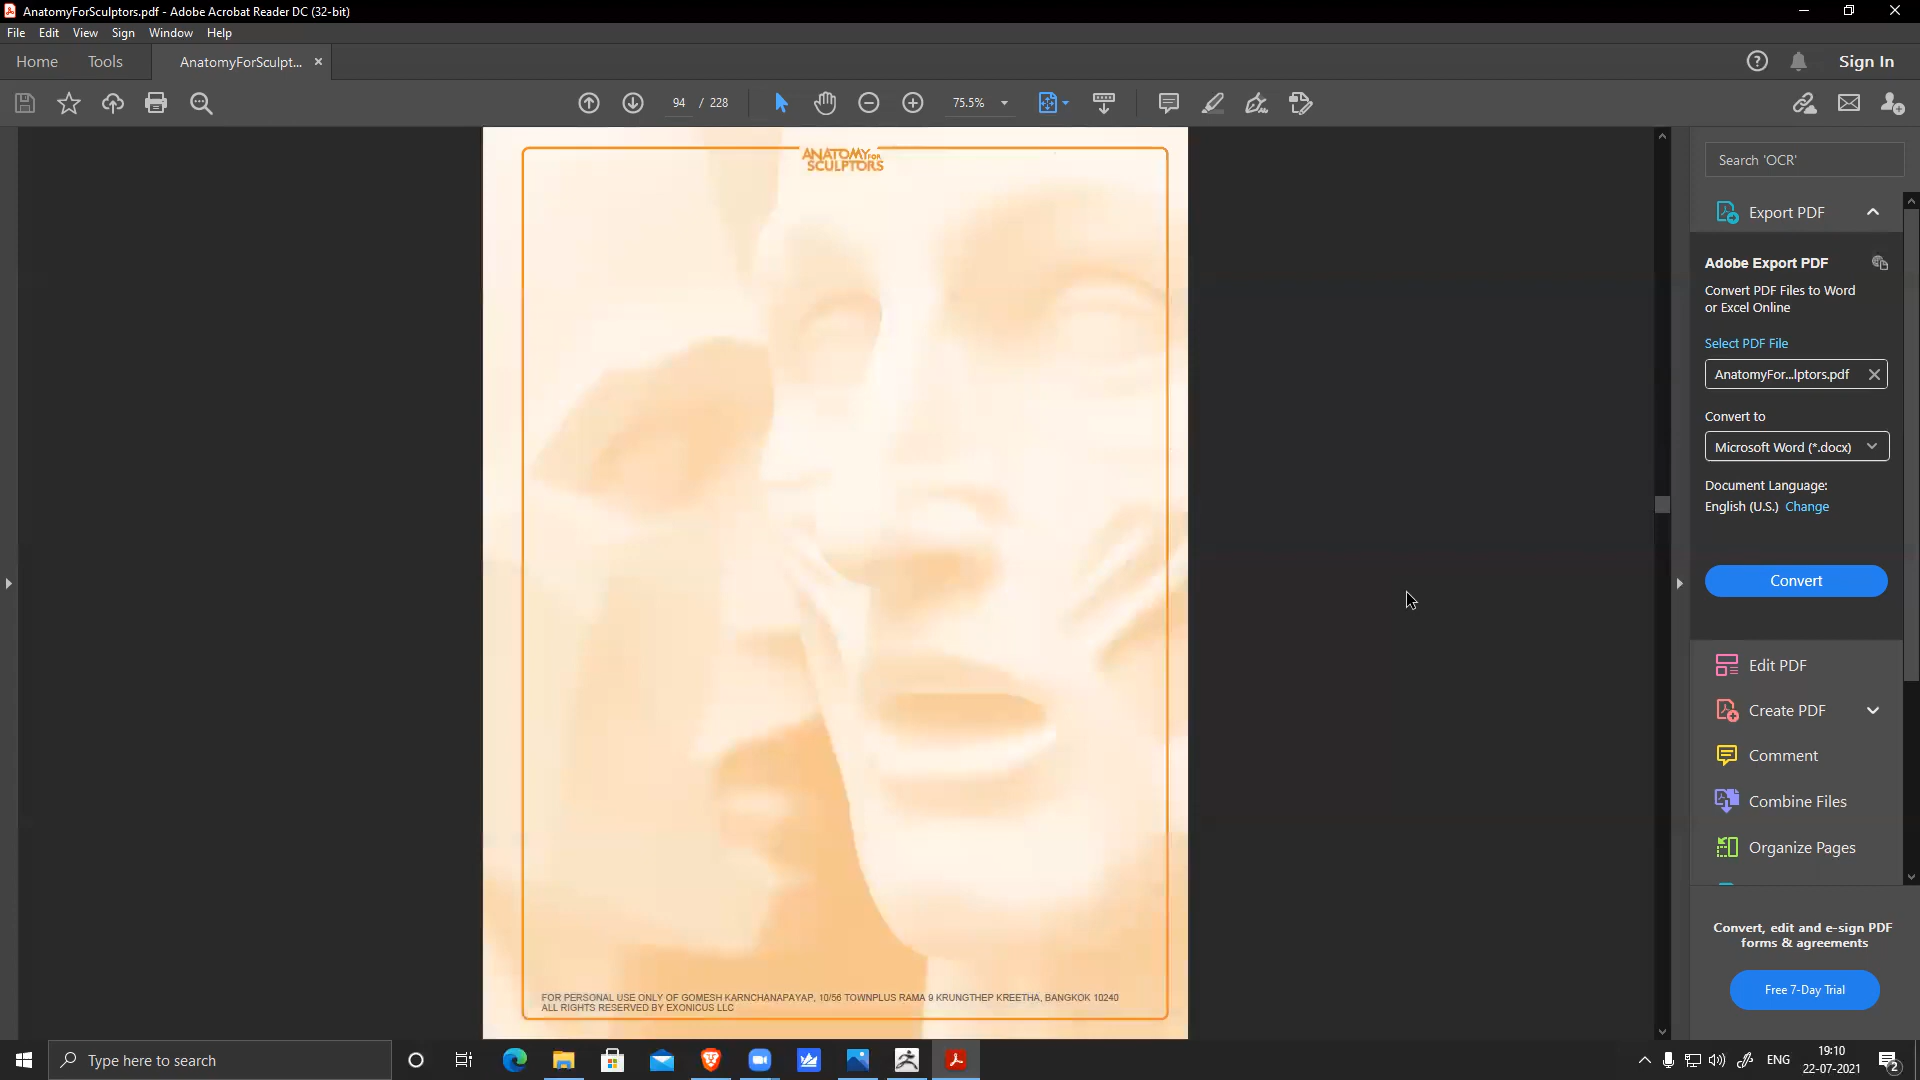 AnatomyForSculptors.pdf - Adobe Acrobat Reader DC (32-bit)
File Edit View Sign Window Help
Home Tools AnatomyForSculpt... Sign In
94 / 228 75.5%
ANATOMY FOR
SCULPTORS
FOR PERSONAL USE ONLY OF GOMESH KARNCHANAPAYAP, 10/56 TOWNPLUS RAMA 9 KRUNGTHEP KREETHA, BANGKOK 10240
ALL RIGHTS RESERVED BY EXONICUS LLC
Search 'OCR'
Export PDF
Adobe Export PDF
Convert PDF Files to Word
or Excel Online
Select PDF File
AnatomyFor...lptors.pdf
Convert to
Microsoft Word (*.docx)
Document Language:
English (U.S.) Change
Convert
Edit PDF
Create PDF
Comment
Combine Files
Organize Pages
Convert, edit and e-sign PDF
forms & agreements
Free 7-Day Trial
Type here to search
ENG
19:10
22-07-2021
2